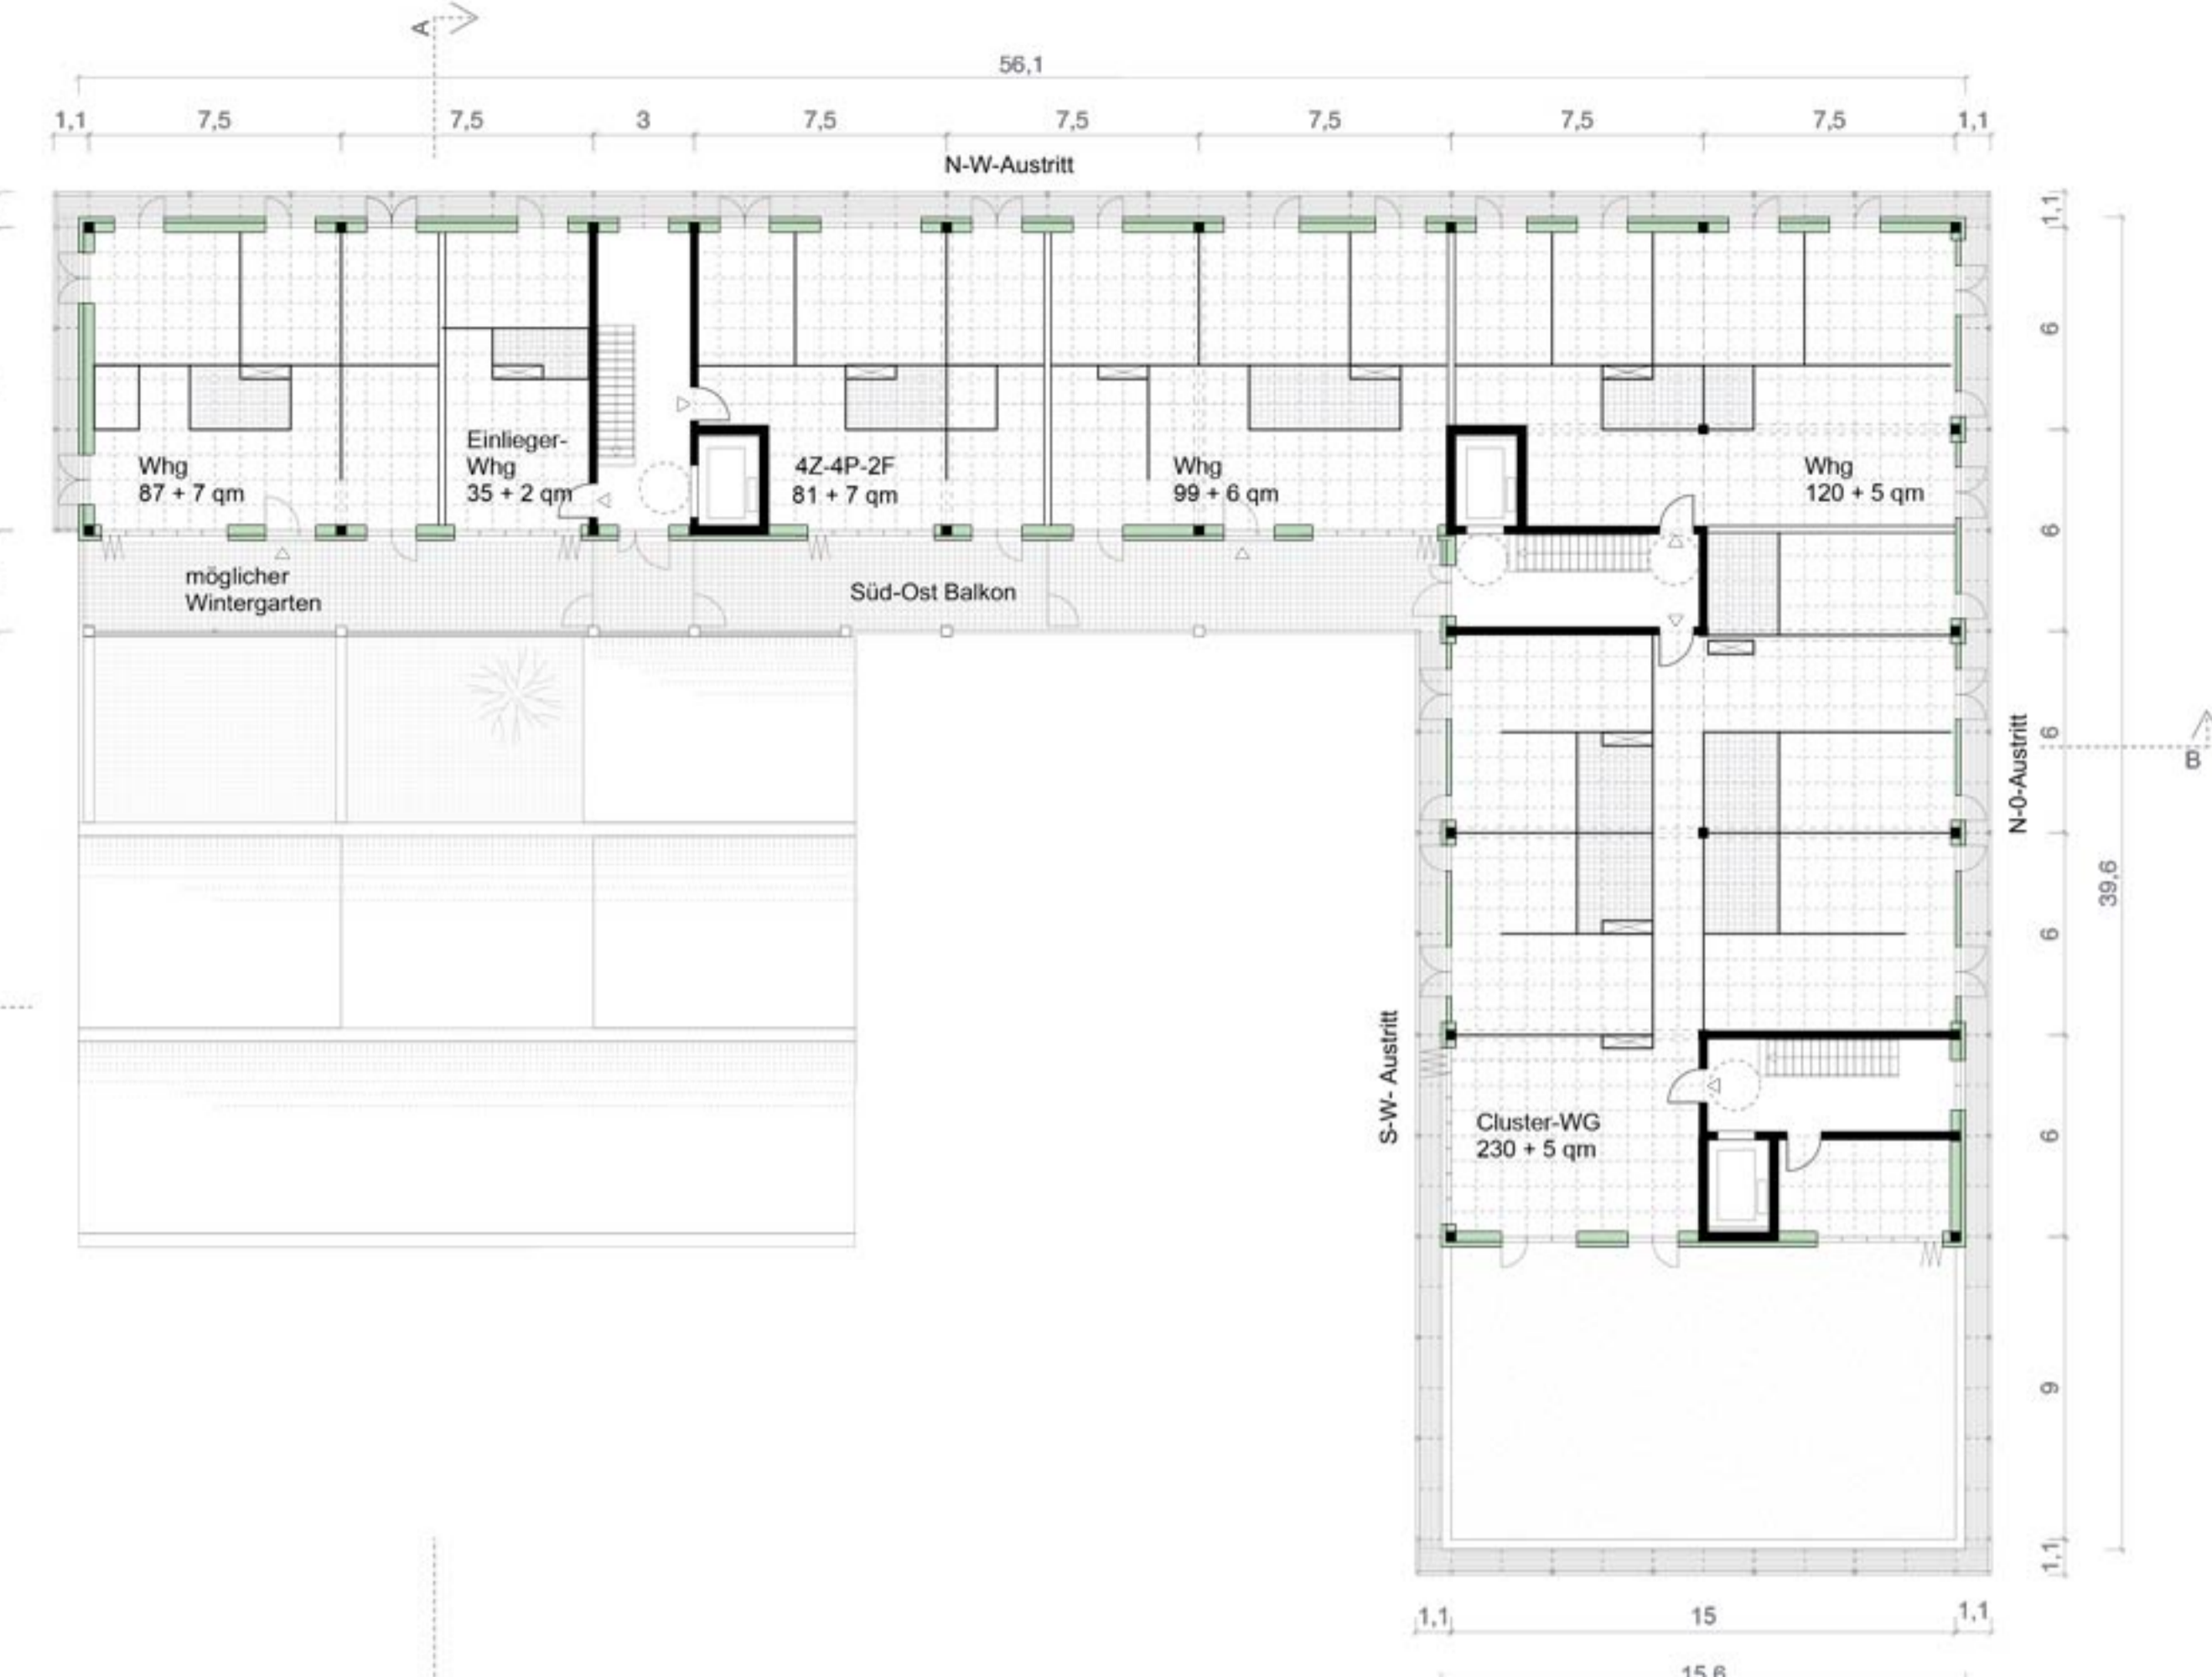 A
56,1
1,1 7,5 7,5 3 7,5 7,5 7,5 7,5 7,5 1,1
N-W-Austritt
1,1
6
Whg
87 + 7 qm
Einlieger-
Whg
35 + 2 qm
4Z-4P-2F
81 + 7 qm
Whg
99 + 6 qm
Whg
120 + 5 qm
6
möglicher
Wintergarten
Süd-Ost Balkon
6
N-0-Austritt
B
39,6
6
S-W- Austritt
Cluster-WG
230 + 5 qm
6
9
1,1
1,1 15 1,1
15,6